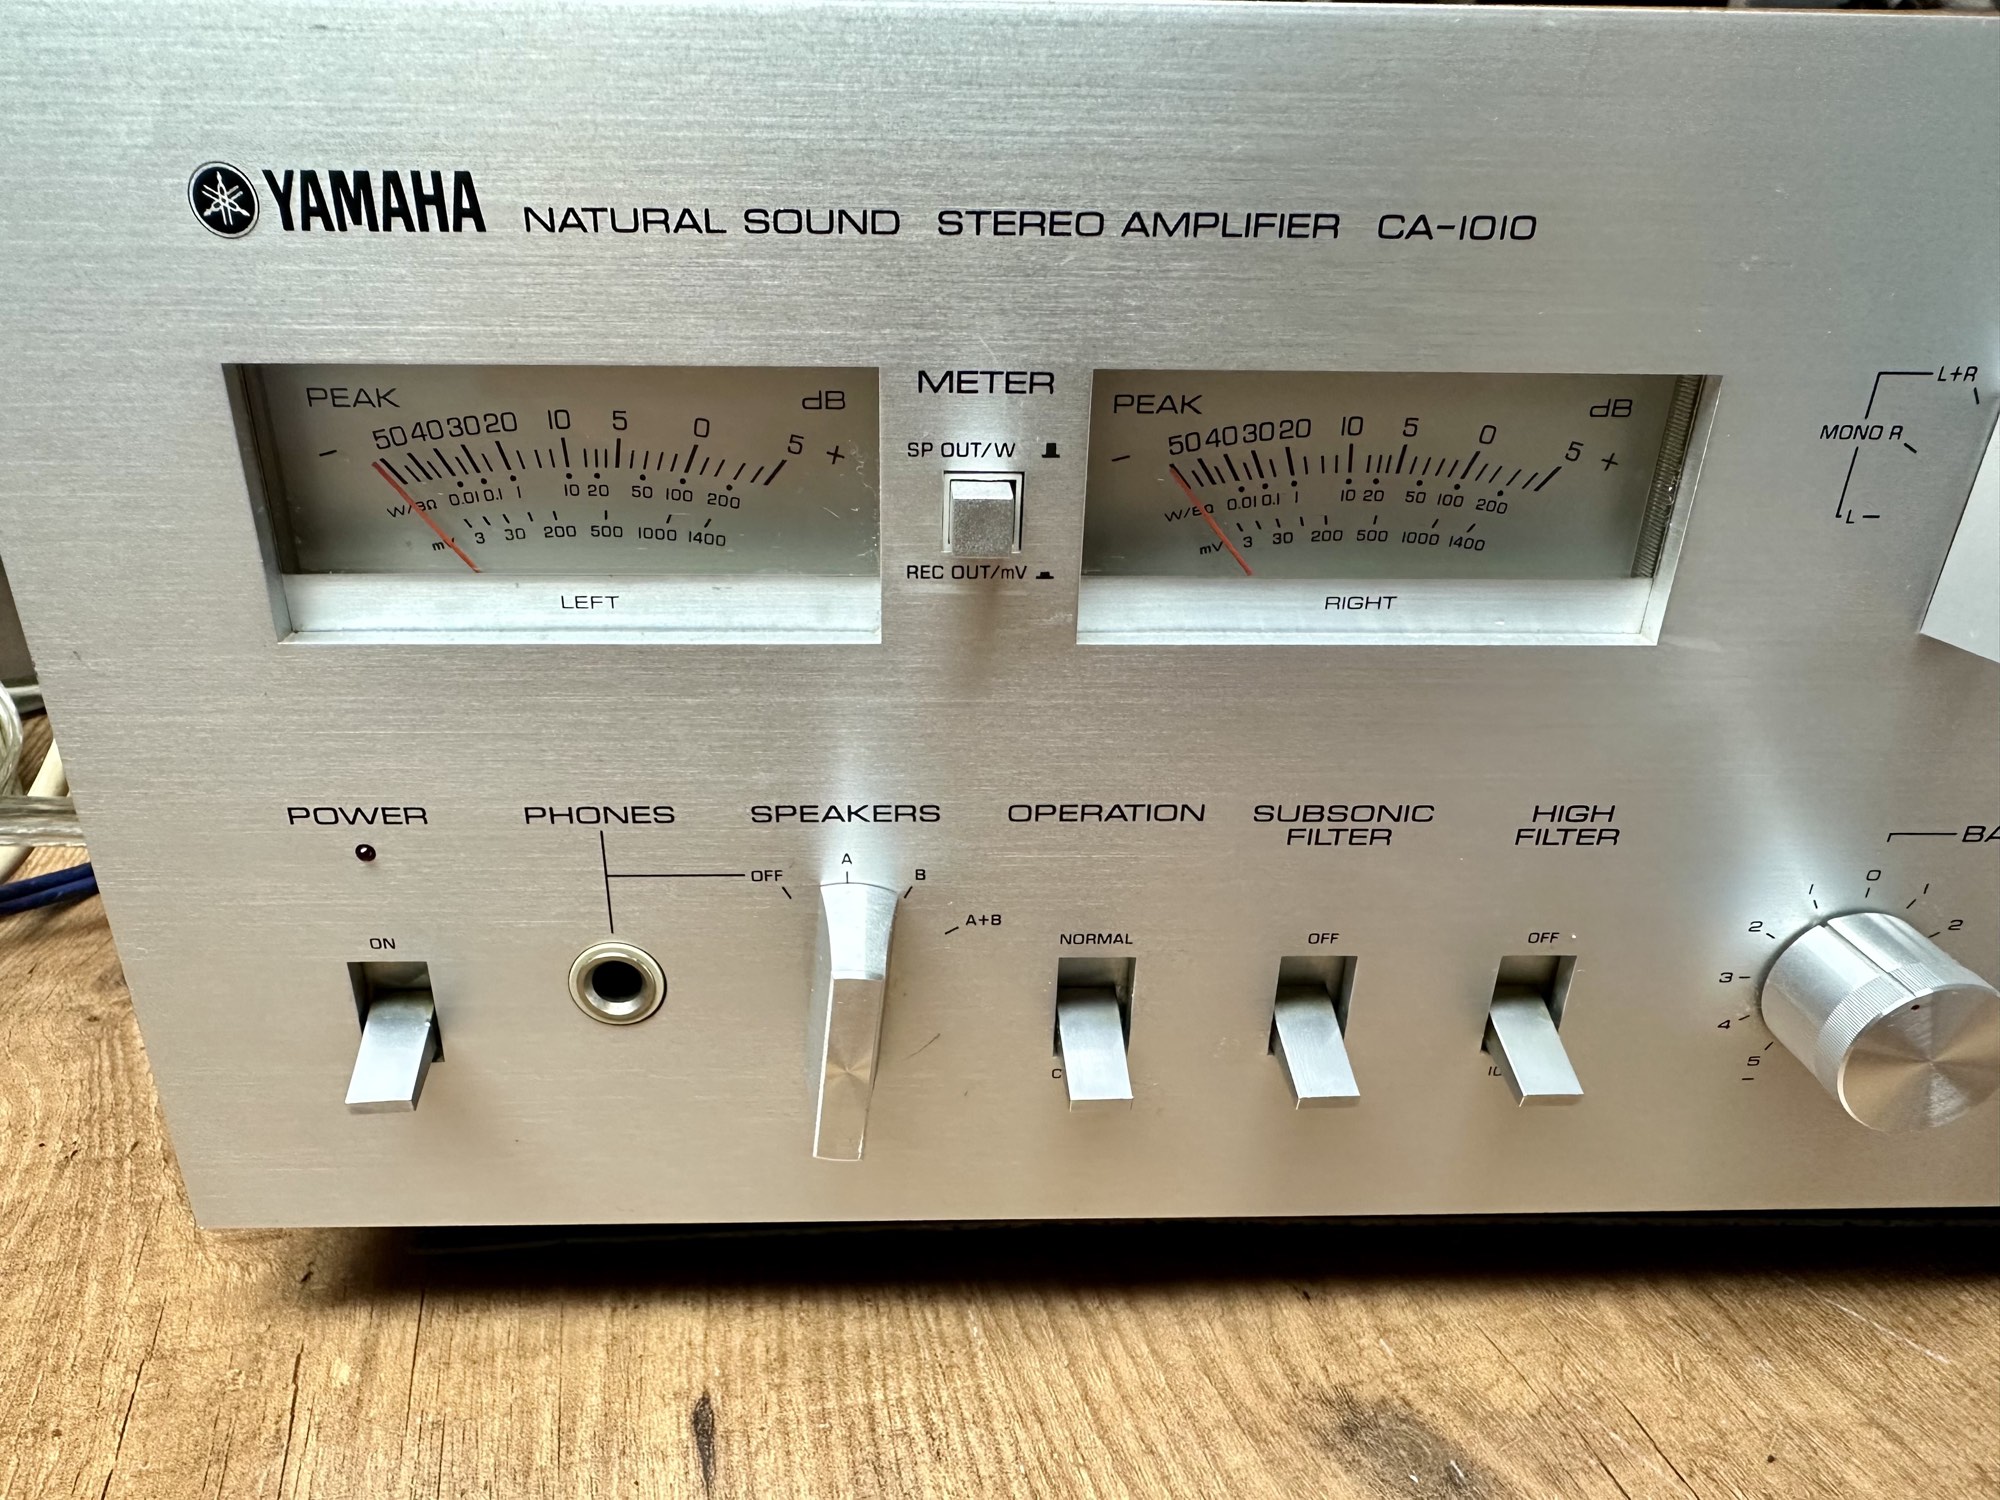 YAMAHA NATURAL SOUND STEREO AMPLIFIER CA-1010
PEAK dB
- 50 40 30 20 10 5 0 5 +
W/8Ω 0.01 0.1 1 10 20 50 100 200
mV 3 30 200 500 1000 1400
LEFT
METER
SP OUT/W
REC OUT/mV
PEAK dB
- 50 40 30 20 10 5 0 5 +
W/8Ω 0.01 0.1 1 10 20 50 100 200
mV 3 30 200 500 1000 1400
RIGHT
L+R
MONO R
L
POWER
ON
PHONES
SPEAKERS
OFF A B A+B
OPERATION
NORMAL
C
SUBSONIC
FILTER
OFF
HIGH
FILTER
OFF
BA
5 4 3 2 1 0 1 2